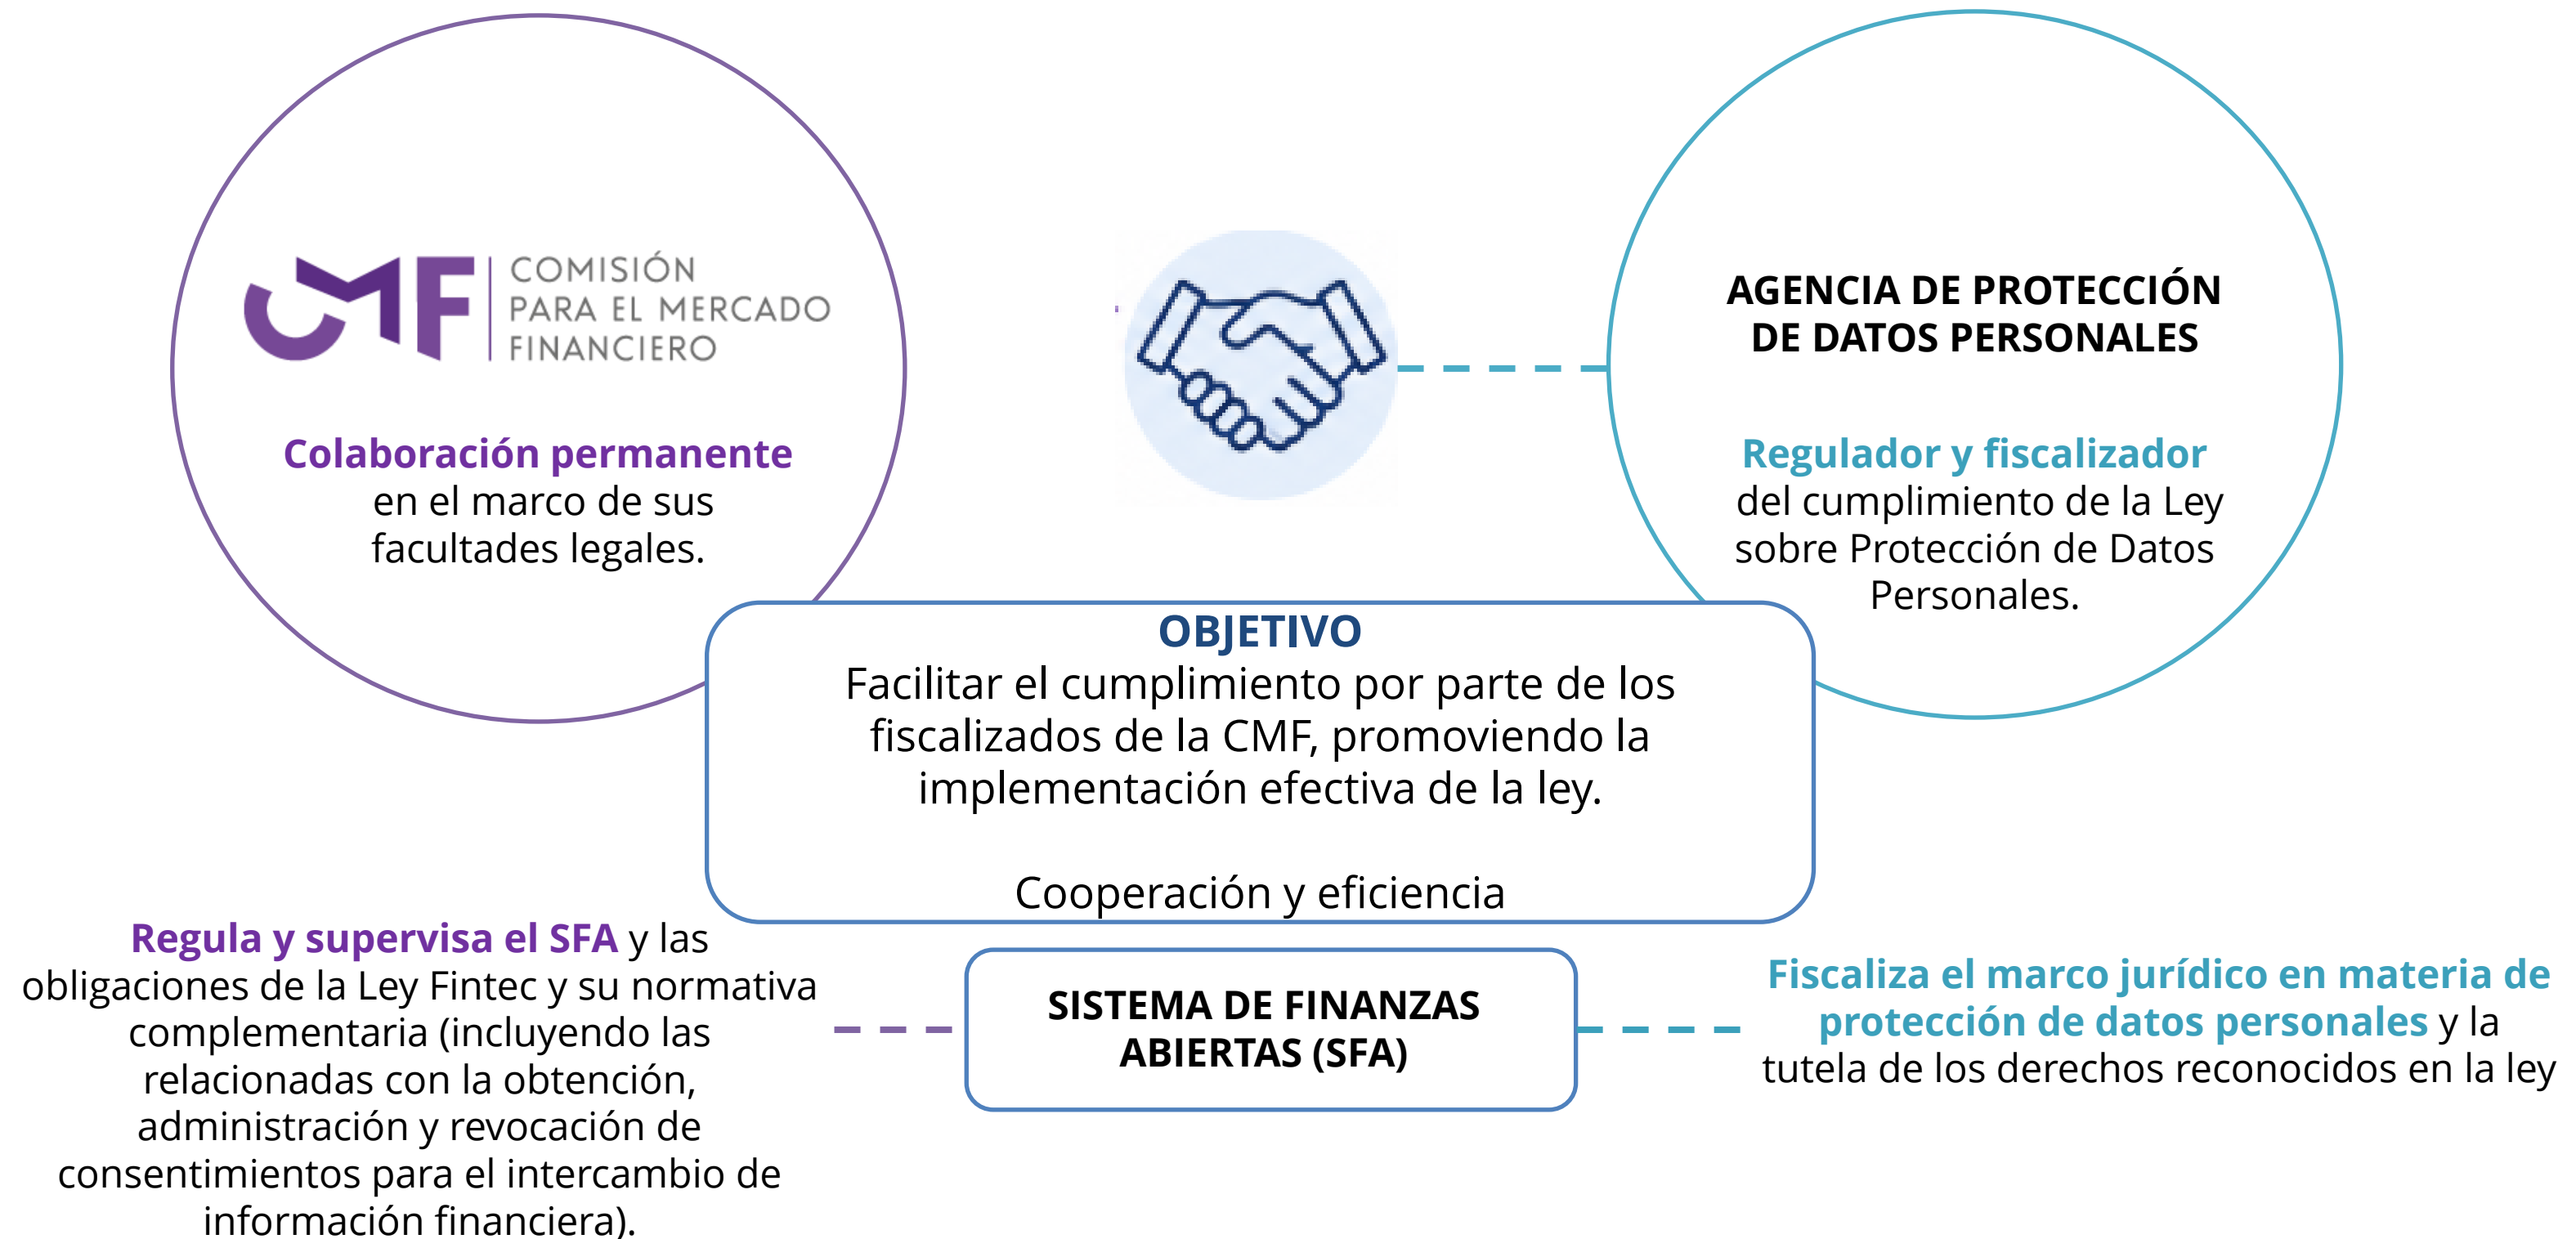 CMF
COMISIÓN
PARA EL MERCADO
FINANCIERO
Colaboración permanente
en el marco de sus
facultades legales.
AGENCIA DE PROTECCIÓN
DE DATOS PERSONALES
Regulador y fiscalizador
del cumplimiento de la Ley
sobre Protección de Datos
Personales.
OBJETIVO
Facilitar el cumplimiento por parte de los
fiscalizados de la CMF, promoviendo la
implementación efectiva de la ley.
Cooperación y eficiencia
Regula y supervisa el SFA y las
obligaciones de la Ley Fintec y su normativa
complementaria (incluyendo las
relacionadas con la obtención,
administración y revocación de
consentimientos para el intercambio de
información financiera).
SISTEMA DE FINANZAS
ABIERTAS (SFA)
Fiscaliza el marco jurídico en materia de
protección de datos personales y la
tutela de los derechos reconocidos en la ley